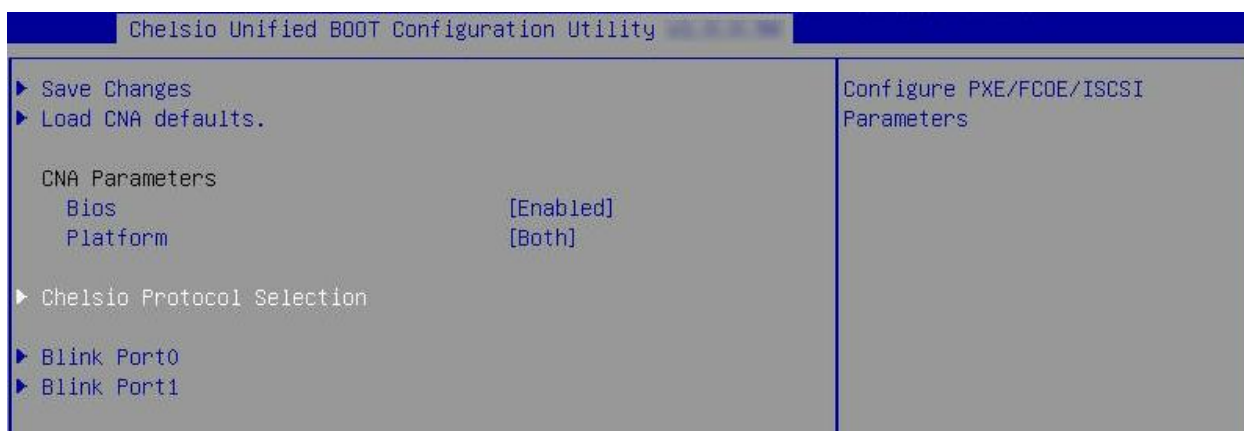 Chelsio Unified BOOT Configuration Utility
Save Changes
Load CNA defaults.
CNA Parameters
Bios [Enabled]
Platform [Both]
Chelsio Protocol Selection
Blink Port0
Blink Port1
Configure PXE/FCOE/ISCSI
Parameters